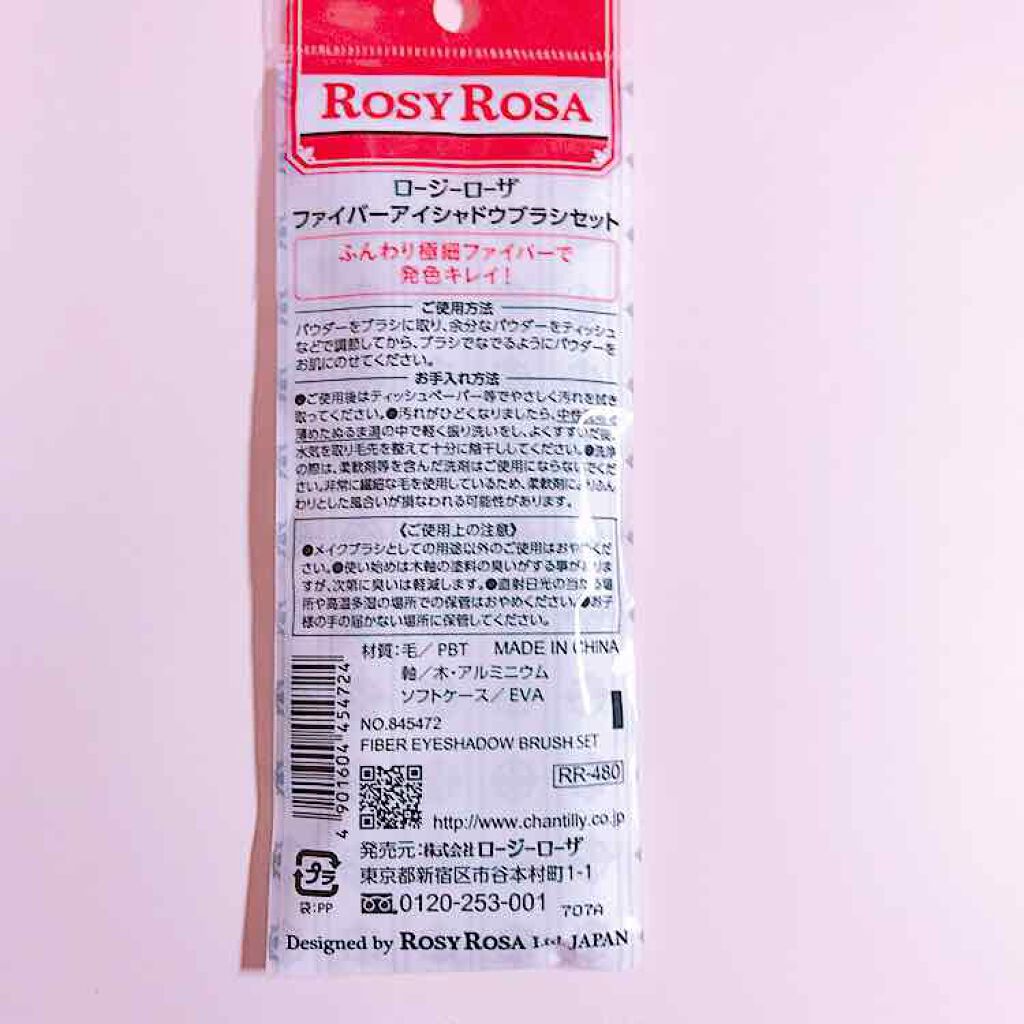 ROSY ROSA
ロージーローザ
ファイバーアイシャドウブラシセット
ふんわり極細ファイバーで
発色キレイ！
ご使用方法
パウダーをブラシに取り、余分なパウダーをティッシュ
などで調節してから、ブラシでなでるようにパウダーを
お肌にのせてください。
お手入れ方法
●ご使用後はティッシュペーパー等でやさしく汚れを拭き
取ってください。●汚れがひどくなりましたら、中性
薄めたぬるま湯の中で軽く振り洗いをし、よくすすいだ後、
水気を取り毛先を整えて十分に陰干ししてください。●洗浄
の際は、柔軟剤等を含んだ洗剤はご使用にならないでくだ
さい。非常に繊細な毛を使用しているため、柔軟剤によりふん
わりとした風合いが損なわれる可能性があります。
《ご使用上の注意》
●メイクブラシとしての用途以外のご使用はおやめくだ
さい。●使い始めは木軸の塗料の臭いがする事がありま
すが、次第に臭いは軽減します。●直射日光の当たる場
所や高温多湿の場所での保管はおやめください。●お子
様の手の届かない場所に保管してください。
材質：毛／PBT MADE IN CHINA
軸／木・アルミニウム
ソフトケース／EVA
NO.845472
FIBER EYESHADOW BRUSH SET
RR-480
4 901604 454724
http://www.chantilly.co.jp
発売元：株式会社ロージーローザ
東京都新宿区市谷本村町1-1
0120-253-001 707A
プラ
袋：PP
Designed by ROSY ROSA Ltd. JAPAN